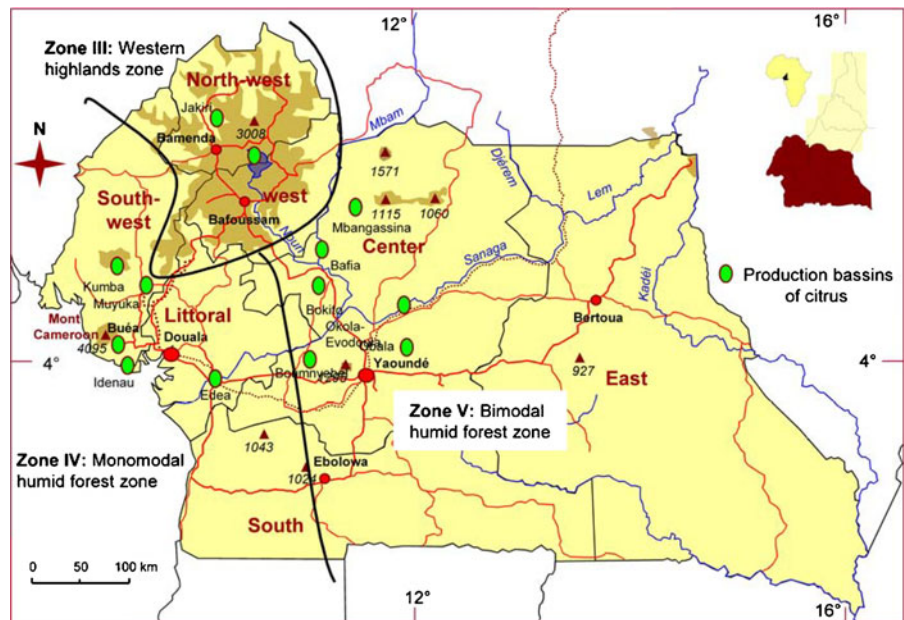 12°
16°
Zone III: Western
highlands zone
North-west
Jakiri
Bamenda
3008
N
Mbam
1571
Djérem
Lem
South-
west
west
Bafoussam
Noun
1115
1060
Mbangassina
Center
Sanaga
Kadéi
Bafia
Production bassins
of citrus
Kumba
Muyuka
Bokito
Mont
Cameroon
4095
Buéa
Littoral
Okola-
Evodoula
Obala
Bertoua
4°
Douala
Yaoundé
4°
Idenau
Edea
Boumnyebel
927
East
Zone V: Bimodal
humid forest zone
Zone IV: Monomodal
humid forest zone
1043
Ebolowa
1024
South
0 50 100 km
12°
16°